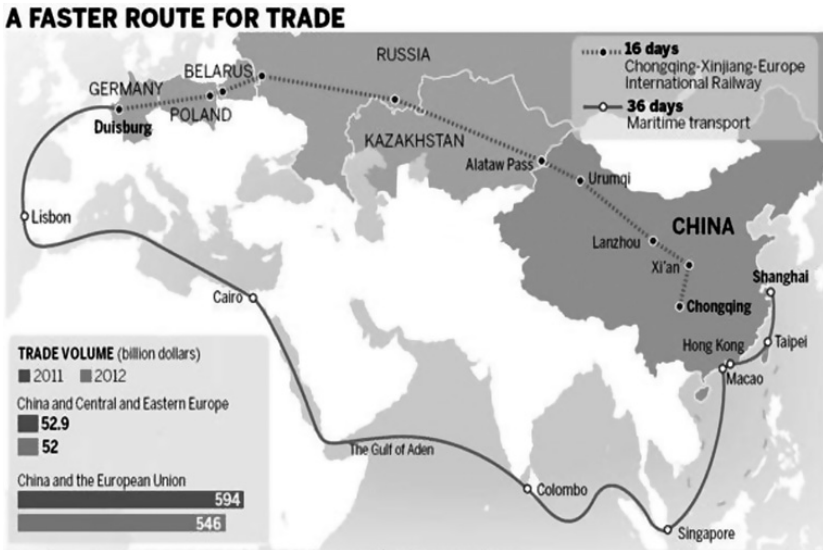 A FASTER ROUTE FOR TRADE
16 days
Chongqing-Xinjiang-Europe
International Railway
36 days
Maritime transport
RUSSIA
BELARUS
GERMANY
POLAND
Duisburg
KAZAKHSTAN
Alataw Pass
Urumqi
Lisbon
CHINA
Lanzhou
Xi'an
Shanghai
Cairo
Chongqing
Taipei
Hong Kong
Macao
TRADE VOLUME (billion dollars)
2011 2012
China and Central and Eastern Europe
52.9
52
The Gulf of Aden
China and the European Union
594
546
Colombo
Singapore